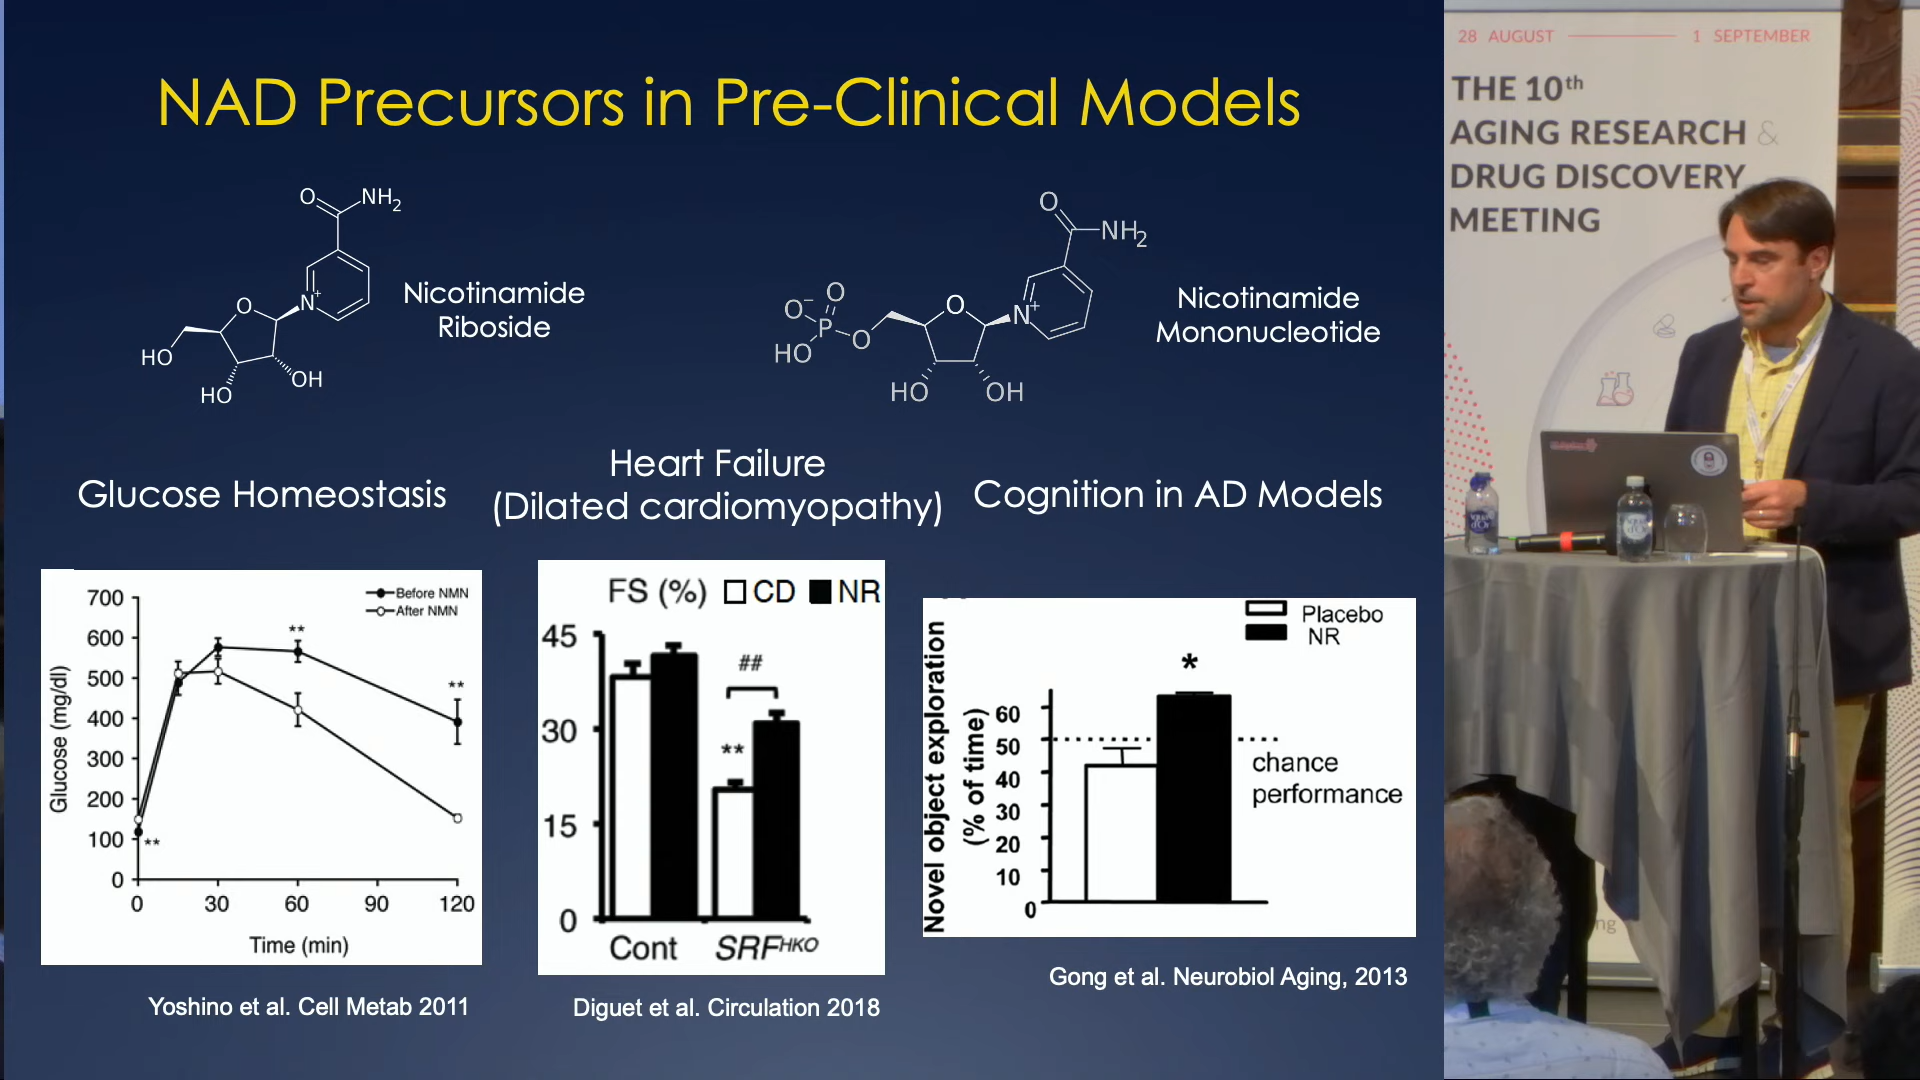 NAD Precursors in Pre-Clinical Models
O
NH2
N+
O
HO
HO
OH
Nicotinamide
Riboside
O
NH2
O- O
P
HO
O
O
N+
HO
OH
Nicotinamide
Mononucleotide
Glucose Homeostasis
Heart Failure
(Dilated cardiomyopathy)
Cognition in AD Models
Before NMN
After NMN
Glucose (mg/dl)
700
600
500
400
300
200
100
0
**
**
**
0 30 60 90 120
Time (min)
Yoshino et al. Cell Metab 2011
FS (%) CD NR
45
30
15
0
##
**
Cont SRFHKO
Diguet et al. Circulation 2018
Placebo
NR
Novel object exploration
(% of time)
60
50
40
30
20
10
0
*
chance
performance
Gong et al. Neurobiol Aging, 2013
28 AUGUST 1 SEPTEMBER
THE 10th
AGING RESEARCH &
DRUG DISCOVERY
MEETING